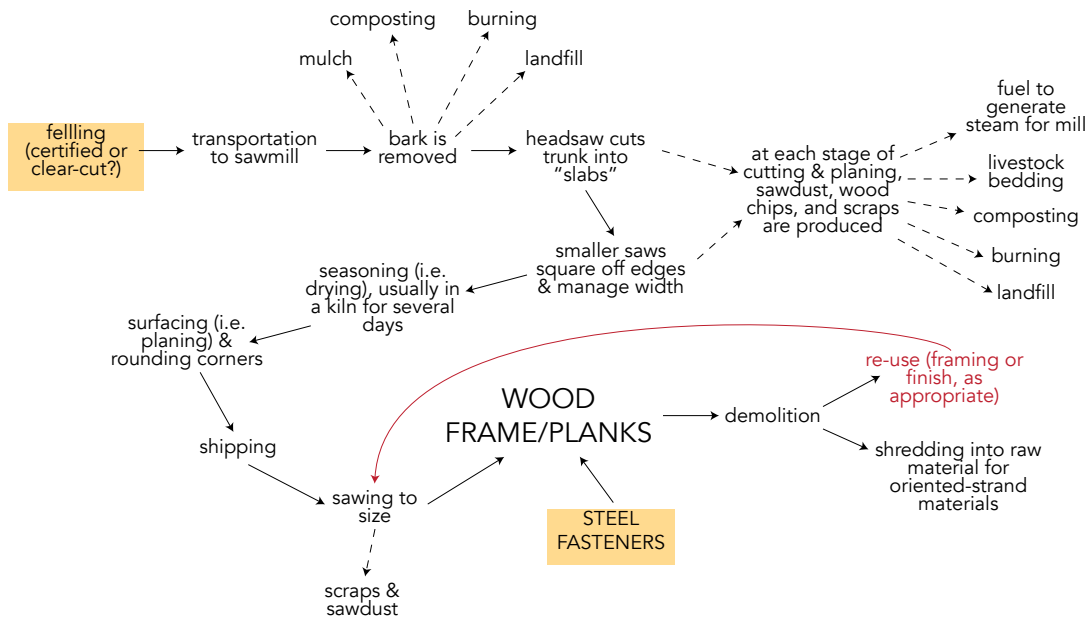 composting
burning
mulch
landfill
fellling
(certified or
clear-cut?)
transportation
to sawmill
bark is
removed
headsaw cuts
trunk into
“slabs”
at each stage of
cutting & planing,
sawdust, wood
chips, and scraps
are produced
fuel to
generate
steam for mill
livestock
bedding
composting
burning
landfill
smaller saws
square off edges
& manage width
seasoning (i.e.
drying), usually in
a kiln for several
days
surfacing (i.e.
planing) &
rounding corners
shipping
sawing to
size
scraps &
sawdust
WOOD
FRAME/PLANKS
STEEL
FASTENERS
demolition
re-use (framing or
finish, as
appropriate)
shredding into raw
material for
oriented-strand
materials